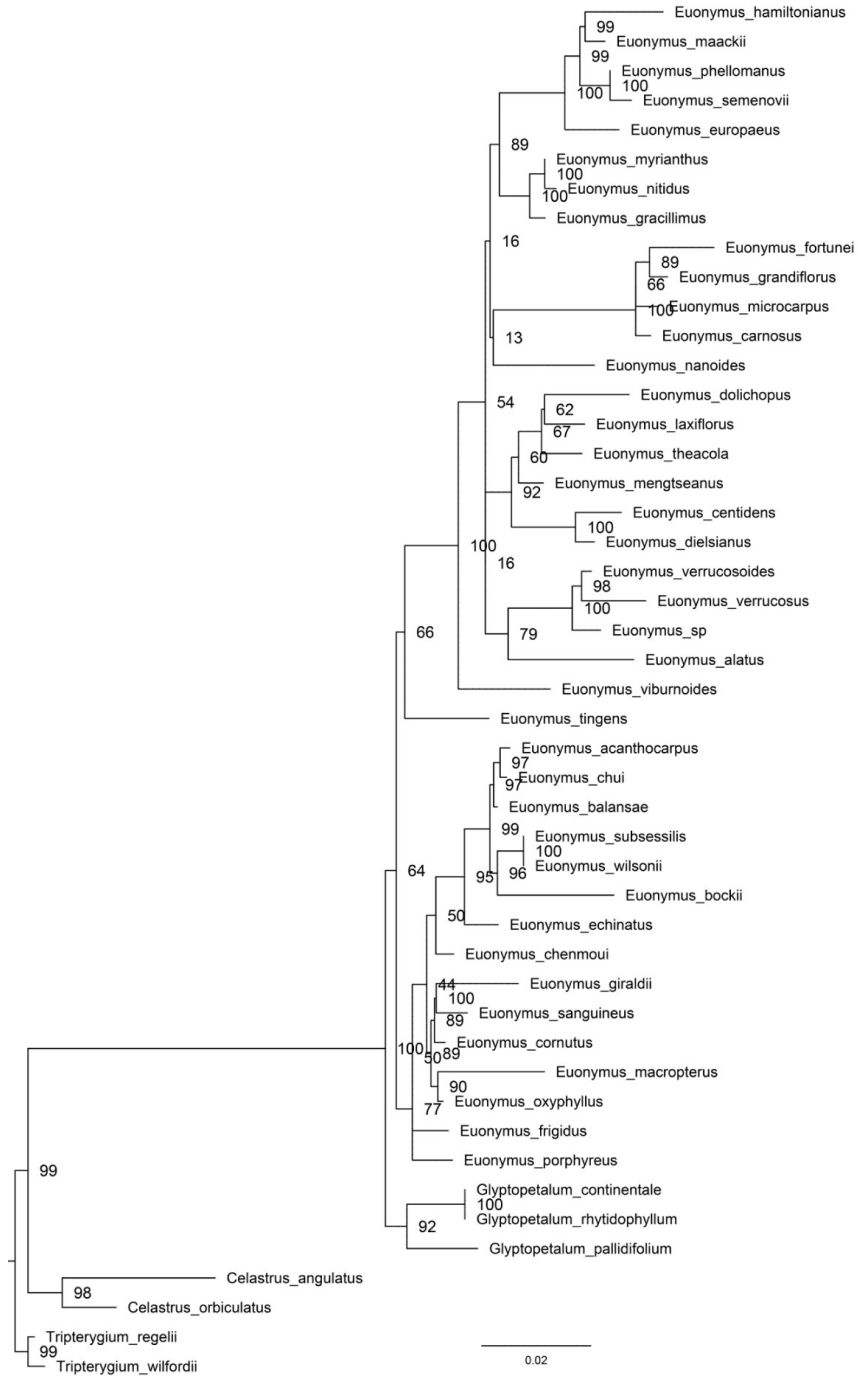 Euonymus_hamiltonianus
99
Euonymus_maackii
99
Euonymus_phellomanus
100
100
Euonymus_semenovii
Euonymus_europaeus
89
Euonymus_myrianthus
100
Euonymus_nitidus
100
Euonymus_gracillimus
16
Euonymus_fortunei
89
Euonymus_grandiflorus
66
Euonymus_microcarpus
100
Euonymus_carnosus
13
Euonymus_nanoides
Euonymus_dolichopus
54
62
Euonymus_laxiflorus
67
Euonymus_theacola
60
Euonymus_mengtseanus
92
Euonymus_centidens
100
Euonymus_dielsianus
100
16
Euonymus_verrucosoides
98
Euonymus_verrucosus
100
Euonymus_sp
66
79
Euonymus_alatus
Euonymus_viburnoides
Euonymus_tingens
Euonymus_acanthocarpus
97
Euonymus_chui
97
Euonymus_balansae
99
Euonymus_subsessilis
100
Euonymus_wilsonii
64
95
96
Euonymus_bockii
50
Euonymus_echinatus
Euonymus_chenmoui
44
Euonymus_giraldii
100
Euonymus_sanguineus
89
Euonymus_cornutus
100
50
89
Euonymus_macropterus
90
Euonymus_oxyphyllus
77
Euonymus_frigidus
Euonymus_porphyreus
99
Glyptopetalum_continentale
100
Glyptopetalum_rhytidophyllum
92
Glyptopetalum_pallidifolium
Celastrus_angulatus
98
Celastrus_orbiculatus
Tripterygium_regelii
99
Tripterygium_wilfordii
0.02